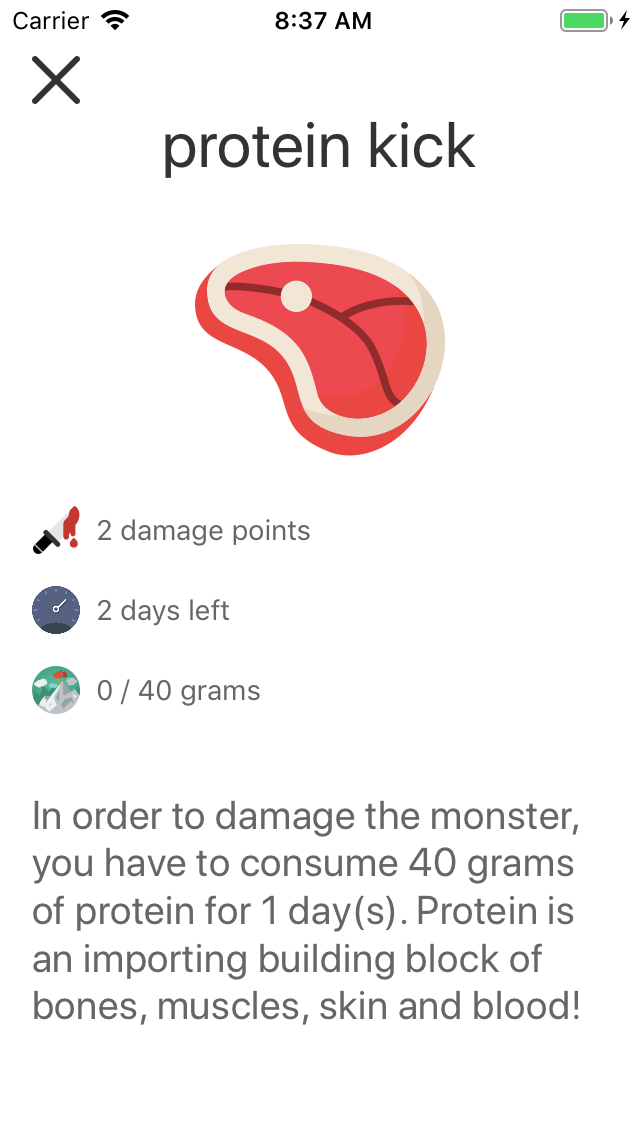 Carrier 8:37 AM
protein kick
2 damage points
2 days left
0 / 40 grams
In order to damage the monster,
you have to consume 40 grams
of protein for 1 day(s). Protein is
an importing building block of
bones, muscles, skin and blood!